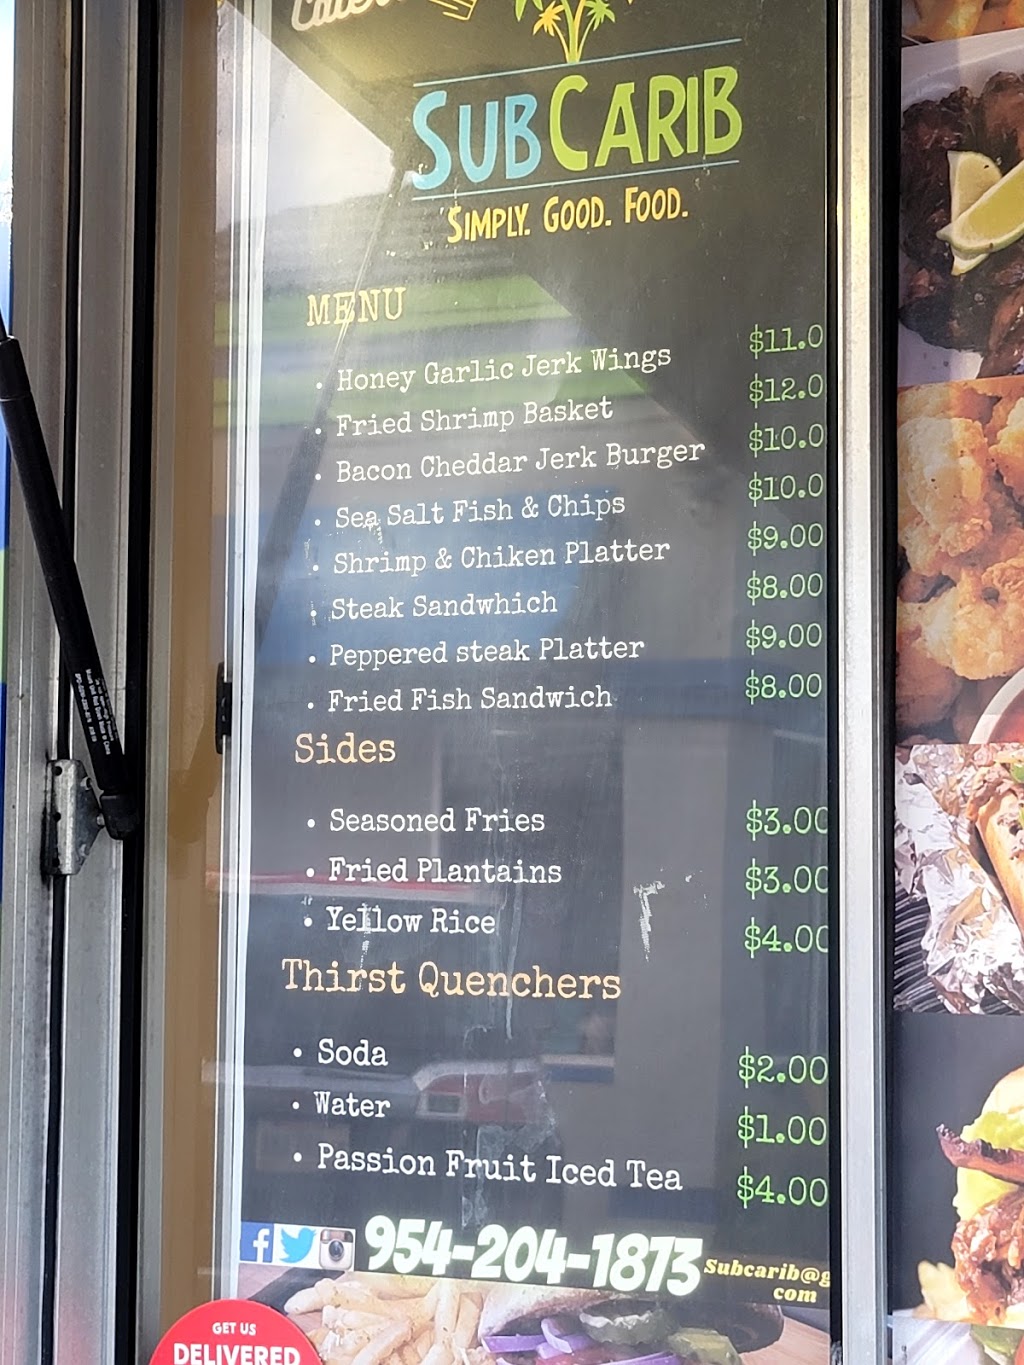 SUBCARIB
SIMPLY. GOOD. FOOD.
MENU
• Honey Garlic Jerk Wings $11.0
• Fried Shrimp Basket $12.0
• Bacon Cheddar Jerk Burger $10.0
• Sea Salt Fish & Chips $10.0
• Shrimp & Chiken Platter $9.00
• Steak Sandwhich $8.00
• Peppered steak Platter $9.00
• Fried Fish Sandwich $8.00
Sides
• Seasoned Fries $3.00
• Fried Plantains $3.00
• Yellow Rice $4.00
Thirst Quenchers
• Soda $2.00
• Water $1.00
• Passion Fruit Iced Tea $4.00
954-204-1873
Subcarib@g
com
GET US
DELIVERED